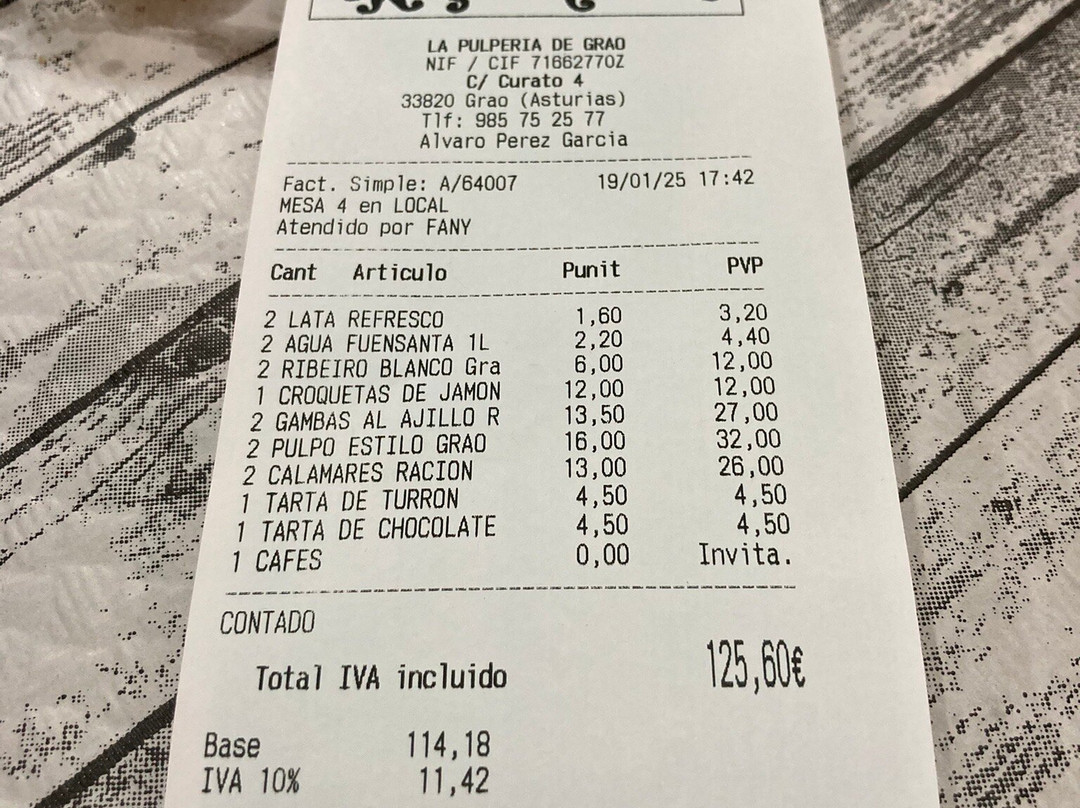 LA PULPERIA DE GRAO
NIF / CIF 71662770Z
C/ Curato 4
33820 Grao (Asturias)
Tlf: 985 75 25 77
Alvaro Perez Garcia
Fact. Simple: A/64007 19/01/25 17:42
MESA 4 en LOCAL
Atendido por FANY
Cant Articulo Punit PVP
2 LATA REFRESCO 1,60 3,20
2 AGUA FUENSANTA 1L 2,20 4,40
2 RIBEIRO BLANCO Gra 6,00 12,00
1 CROQUETAS DE JAMON 12,00 12,00
2 GAMBAS AL AJILLO R 13,50 27,00
2 PULPO ESTILO GRAO 16,00 32,00
2 CALAMARES RACION 13,00 26,00
1 TARTA DE TURRON 4,50 4,50
1 TARTA DE CHOCOLATE 4,50 4,50
1 CAFES 0,00 Invita.
CONTADO
Total IVA incluido 125,60€
Base 114,18
IVA 10% 11,42